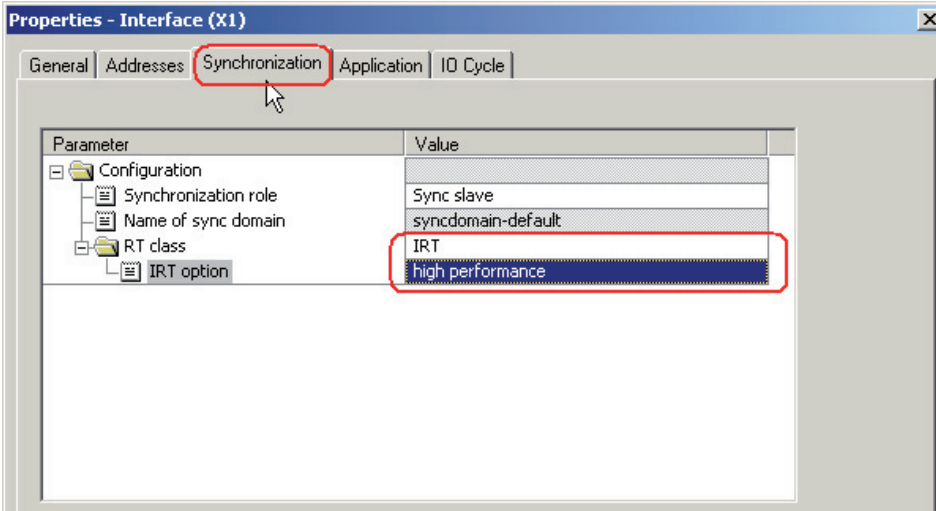 Properties - Interface (X1)
General Addresses Synchronization Application IO Cycle
Parameter Value
Configuration
Synchronization role Sync slave
Name of sync domain syncdomain-default
RT class IRT
IRT option high performance